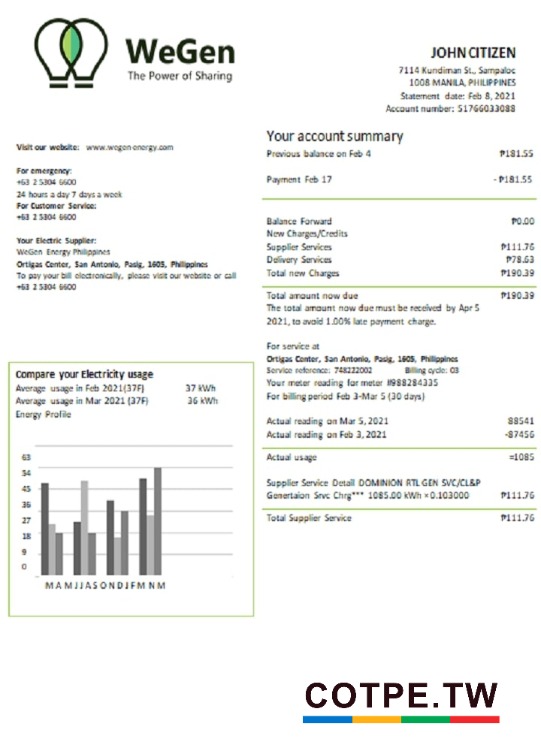 WeGen
The Power of Sharing
JOHN CITIZEN
7114 Kundiman St., Sampaloc
1008 MANILA, PHILIPPINES
Statement date: Feb 8, 2021
Account number: 51766033088
Visit our website: www.wegen-energy.com
For emergency:
+63 2 5304 6600
24 hours a day 7 days a week
For Customer Service:
+63 2 5304 6600
Your Electric Supplier:
WeGen Energy Philippines
Ortigas Center, San Antonio, Pasig, 1605, Philippines
To pay your bill electronically, please visit our website or call
+63 2 5304 6600
Your account summary
Previous balance on Feb 4 ₱181.55
Payment Feb 17 - ₱181.55
Balance Forward ₱0.00
New Charges/Credits
Supplier Services ₱111.76
Delivery Services ₱78.63
Total new Charges ₱190.39
Total amount now due ₱190.39
The total amount now due must be received by Apr 5
2021, to avoid 1.00% late payment charge.
For service at
Ortigas Center, San Antonio, Pasig, 1605, Philippines
Service reference: 748222002 Billing cycle: 03
Your meter reading for meter #988284335
For billing period Feb 3-Mar 5 (30 days)
Actual reading on Mar 5, 2021 88541
Actual reading on Feb 3, 2021 -87456
Actual usage =1085
Supplier Service Detail DOMINION RTL GEN SVC/CL&P
Genertaion Srvc Chrg*** 1085.00 kWh ×0.103000 ₱111.76
Total Supplier Service ₱111.76
Compare your Electricity usage
Average usage in Feb 2021(37F) 37 kWh
Average usage in Mar 2021 (37F) 36 kWh
Energy Profile
63
54
36
34
27
18
9
0
M A M J J A S O N D J F M N M
COTPE.TW